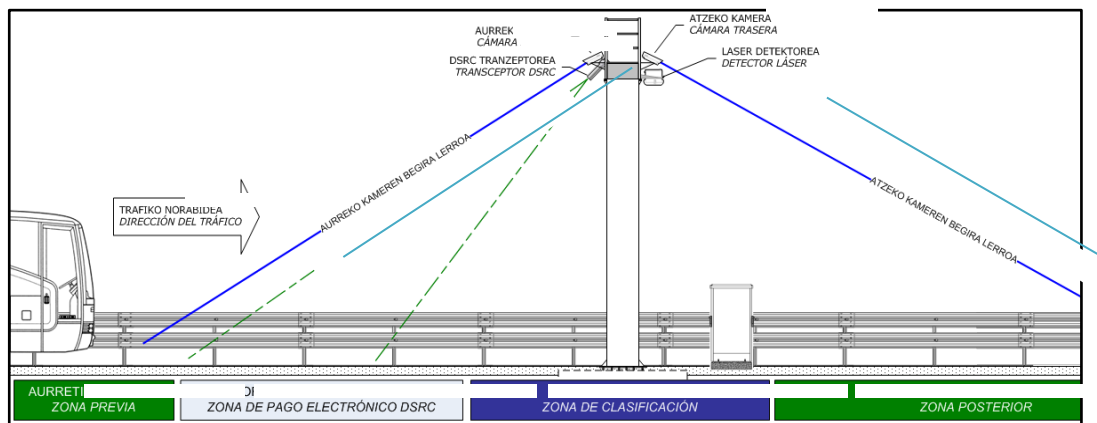 AURREK
CÁMARA
ATZEKO KAMERA
CÁMARA TRASERA
DSRC TRANZEPTOREA
TRANSCEPTOR DSRC
LASER DETEKTOREA
DETECTOR LÁSER
AURREKO KAMEREN BEGIRA LERROA
ATZEKO KAMEREN BEGIRA LERROA
TRAFIKO NORABIDEA
DIRECCIÓN DEL TRÁFICO
AURRETI
ZONA PREVIA
ZONA DE PAGO ELECTRÓNICO DSRC
ZONA DE CLASIFICACIÓN
ZONA POSTERIOR